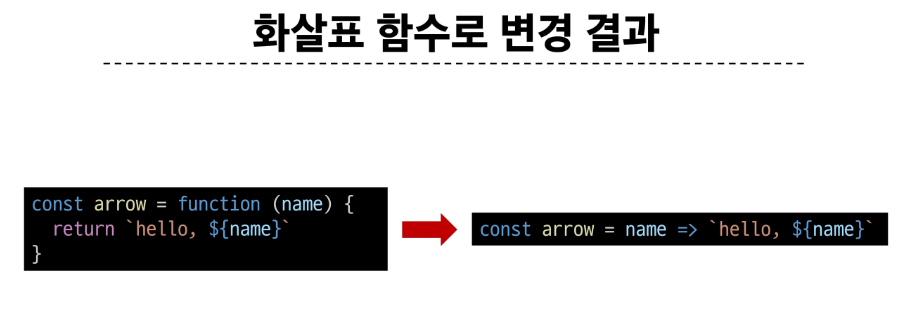 화살표 함수로 변경 결과
const arrow = function (name) {
  return `hello, ${name}`
}
const arrow = name => `hello, ${name}`